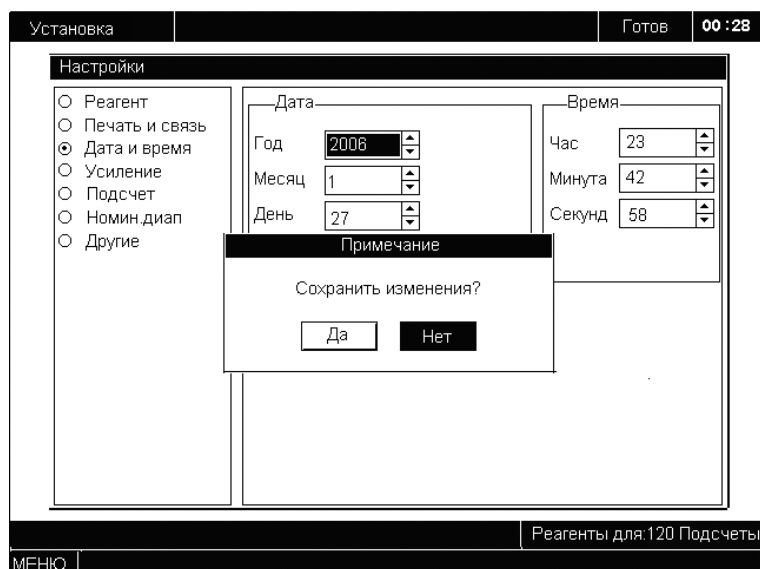 Установка Готов 00:28
Настройки
Реагент
Печать и связь
Дата и время
Усиление
Подсчет
Номин.диап
Другие
Дата
Год 2006
Месяц 1
День 27
Время
Час 23
Минута 42
Секунд 58
Примечание
Сохранить изменения?
Да Нет
Реагенты для:120 Подсчеты
МЕНЮ